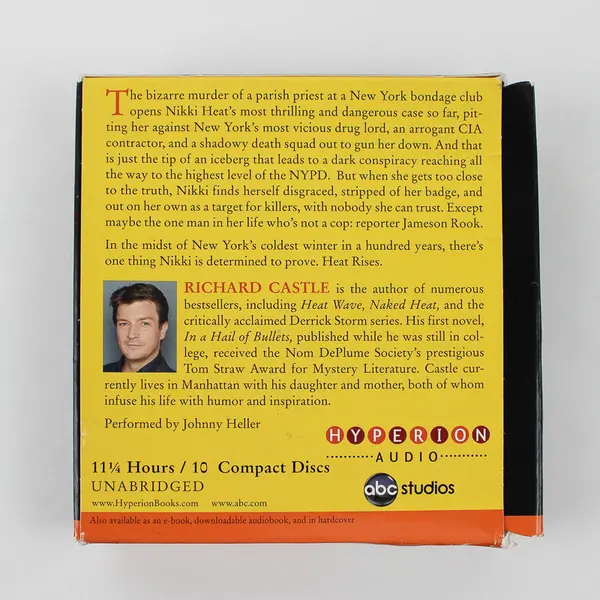 The bizarre murder of a parish priest at a New York bondage club
opens Nikki Heat's most thrilling and dangerous case so far, pit-
ting her against New York's most vicious drug lord, an arrogant CIA
contractor, and a shadowy death squad out to gun her down. And that
is just the tip of an iceberg that leads to a dark conspiracy reaching all
the way to the highest level of the NYPD. But when she gets too close
to the truth, Nikki finds herself disgraced, stripped of her badge, and
out on her own as a target for killers, with nobody she can trust. Except
maybe the one man in her life who's not a cop: reporter Jameson Rook.
In the midst of New York's coldest winter in a hundred years, there's
one thing Nikki is determined to prove. Heat Rises.
RICHARD CASTLE is the author of numerous
bestsellers, including Heat Wave, Naked Heat, and the
critically acclaimed Derrick Storm series. His first novel,
In a Hail of Bullets, published while he was still in col-
lege, received the Nom DePlume Society's prestigious
Tom Straw Award for Mystery Literature. Castle cur-
rently lives in Manhattan with his daughter and mother, both of whom
infuse his life with humor and inspiration.
Performed by Johnny Heller
HYPERION
AUDIO
11¼ Hours / 10 Compact Discs
UNABRIDGED
abc studios
www.HyperionBooks.com www.abc.com
Also available as an e-book, downloadable audiobook, and in hardcover